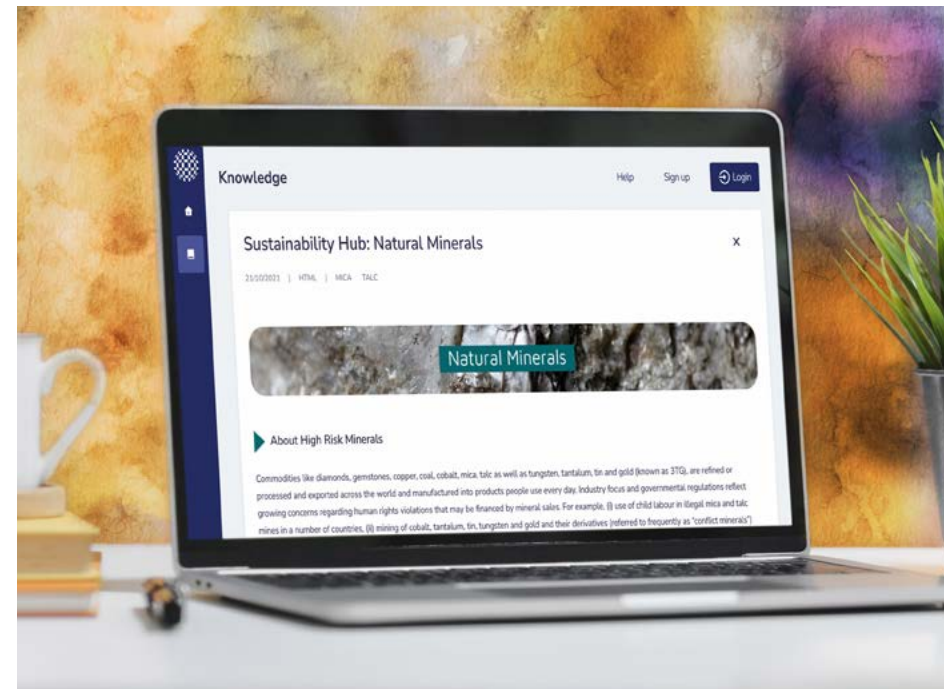 Knowledge
Help Sign up Login
Sustainability Hub: Natural Minerals X
21/10/2021 | HTML | MICA TALC
Natural Minerals
About High Risk Minerals
Commodities like diamonds, gemstones, copper, coal, cobalt, mica, talc as well as tungsten, tantalum, tin and gold (known as 3TG), are refined or
processed and exported across the world and manufactured into products people use every day. Industry focus and governmental regulations reflect
growing concerns regarding human rights violations that may be financed by mineral sales. For example, (i) use of child labour in illegal mica and talc
mines in a number of countries, (ii) mining of cobalt, tantalum, tin, tungsten and gold and their derivatives (referred to frequently as "conflict minerals")